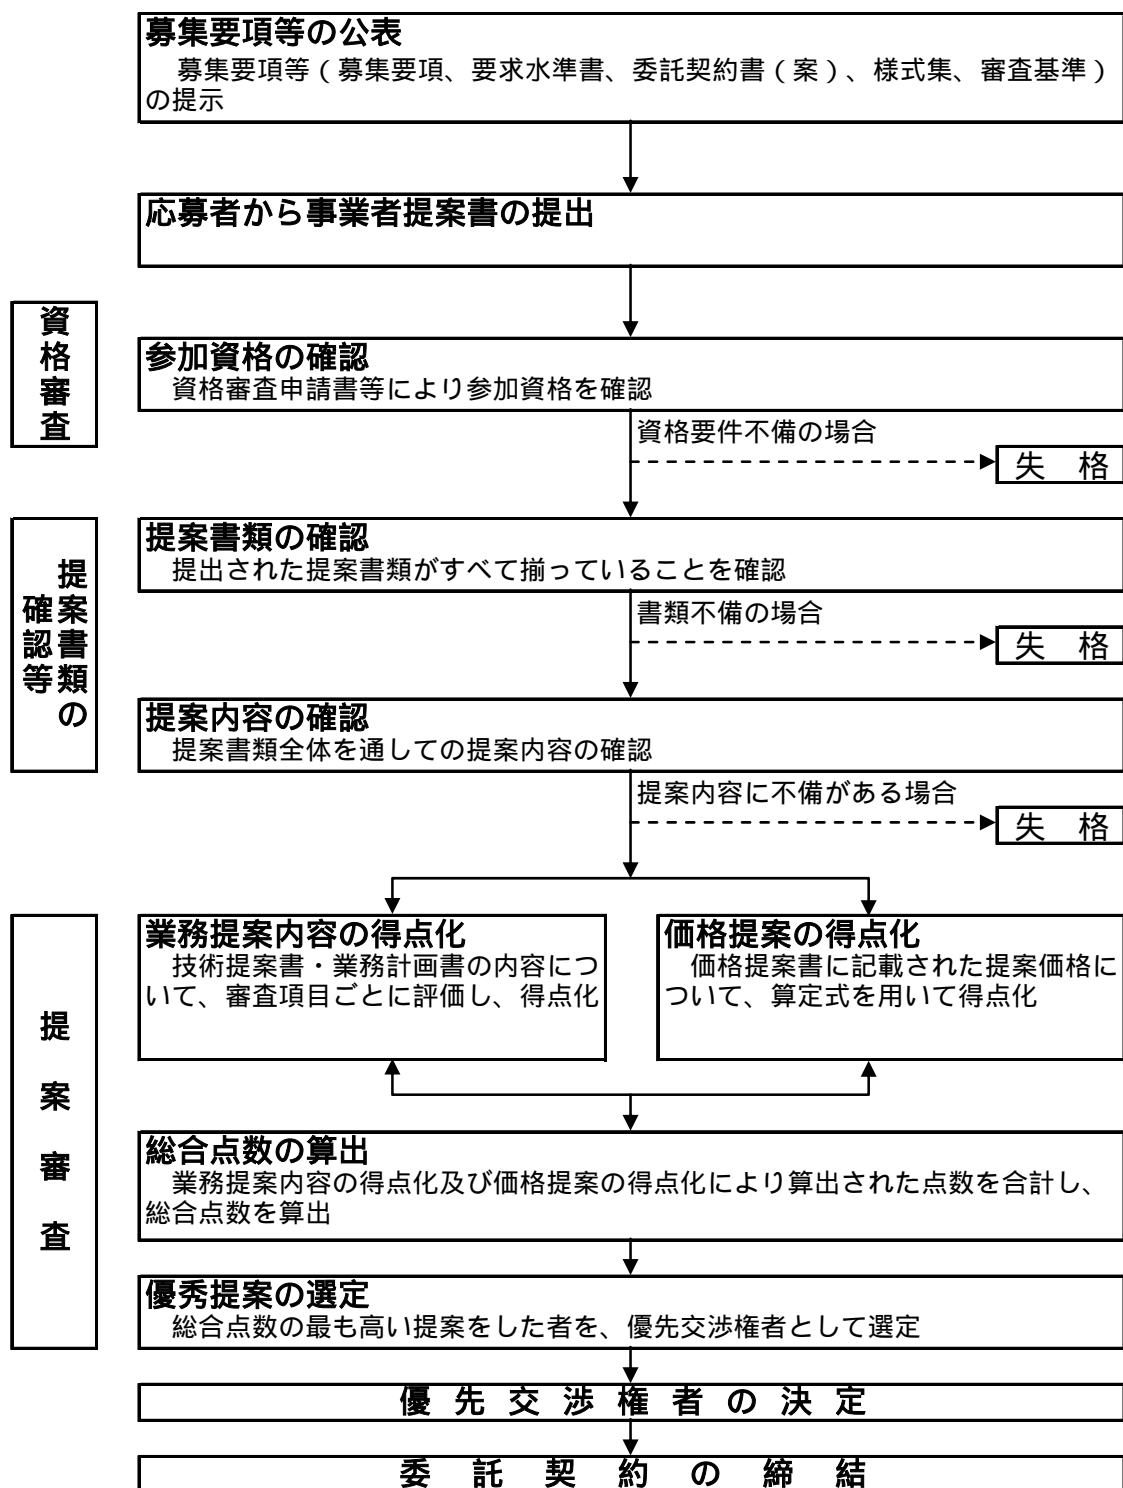 募集要項等の公表
募集要項等（募集要項、要求水準書、委託契約書（案）、様式集、審査基準）
の提示
応募者から事業者提案書の提出
資格審査
参加資格の確認
資格審査申請書等により参加資格を確認
資格要件不備の場合
失　格
提案書類の
確認等
提案書類の確認
提出された提案書類がすべて揃っていることを確認
書類不備の場合
失　格
提案内容の確認
提案書類全体を通しての提案内容の確認
提案内容に不備がある場合
失　格
提案審査
業務提案内容の得点化
技術提案書・業務計画書の内容につ
いて、審査項目ごとに評価し、得点化
価格提案の得点化
価格提案書に記載された提案価格に
ついて、算定式を用いて得点化
総合点数の算出
業務提案内容の得点化及び価格提案の得点化により算出された点数を合計し、
総合点数を算出
優秀提案の選定
総合点数の最も高い提案をした者を、優先交渉権者として選定
優先交渉権者の決定
委託契約の締結